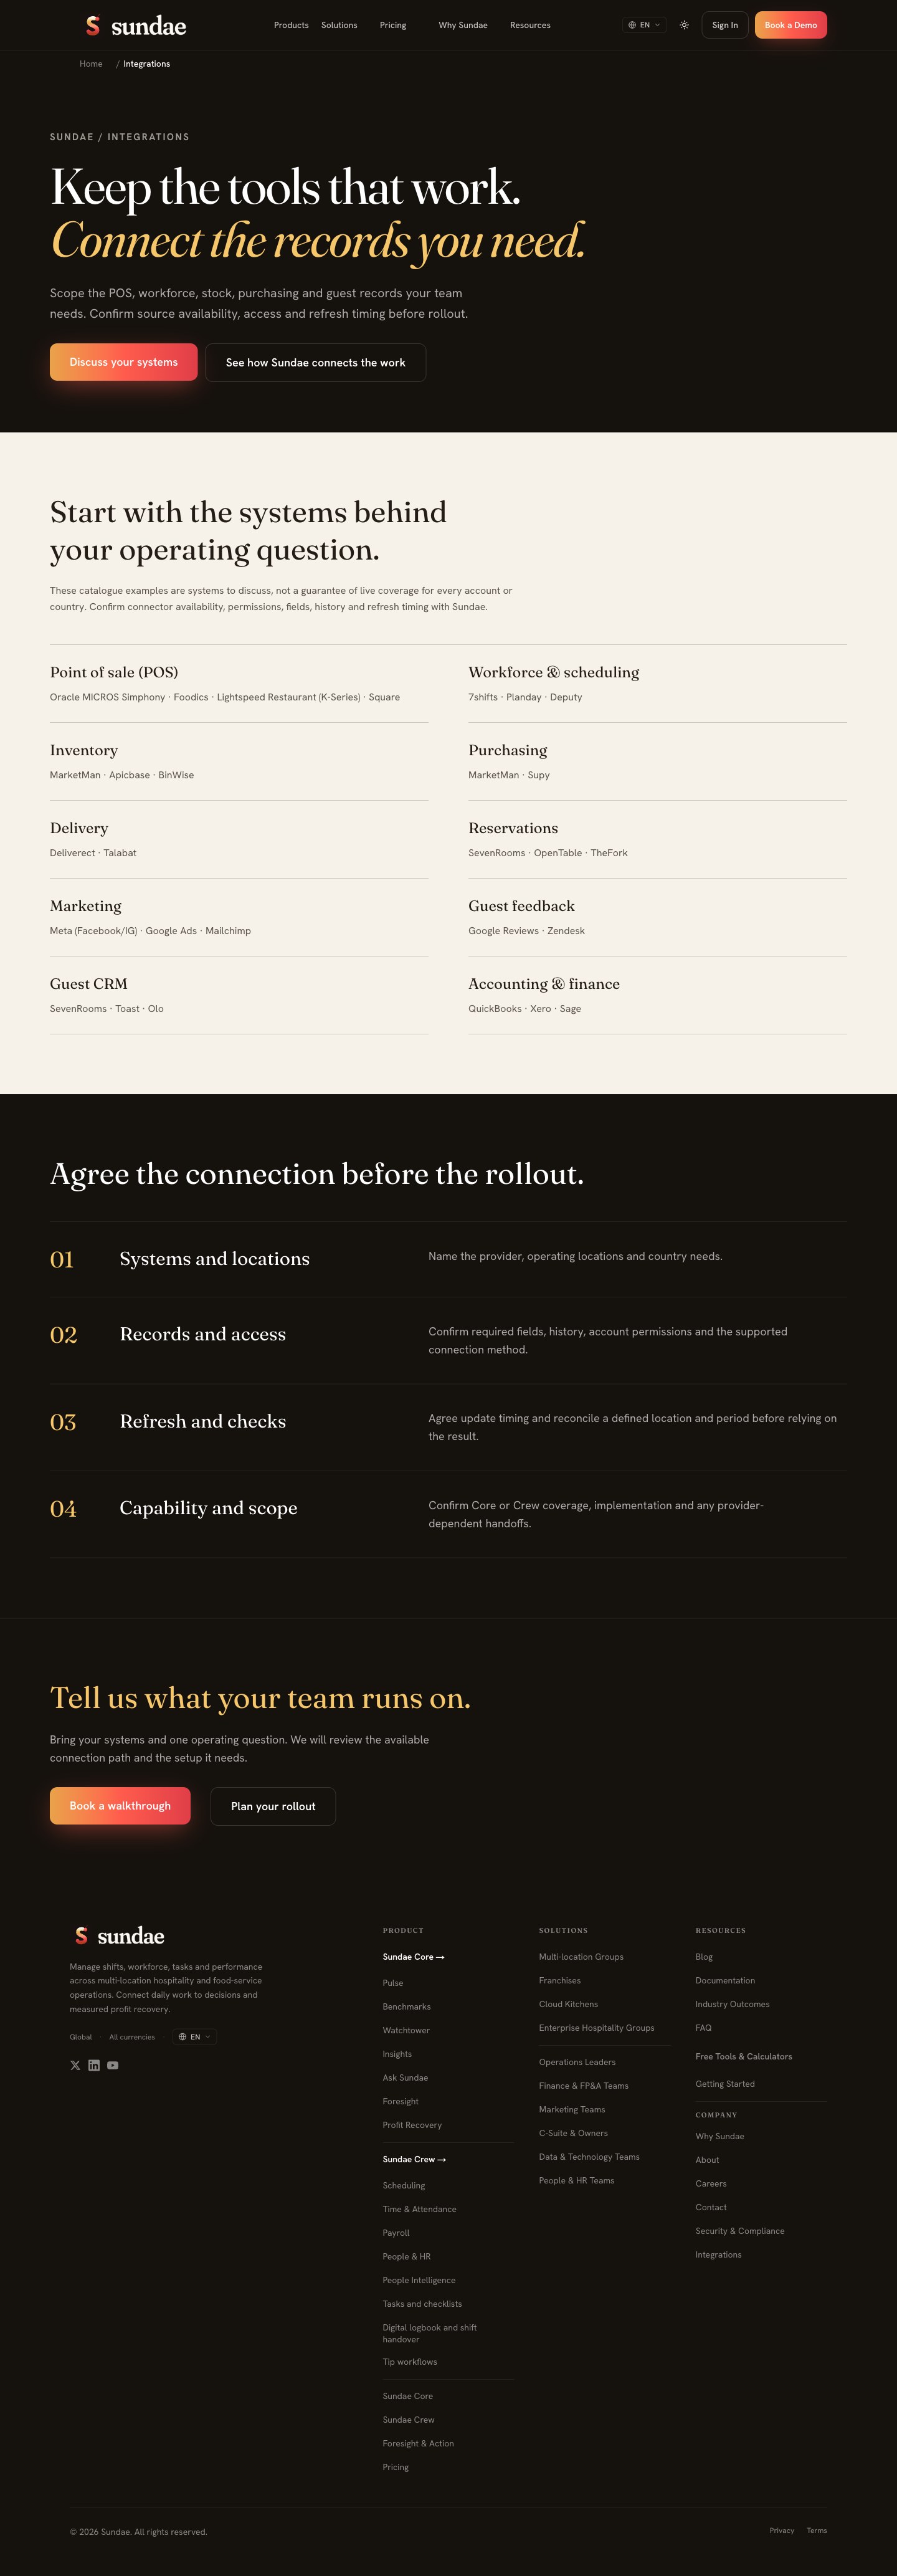 sundae
Products
Solutions
Pricing
Why Sundae
Resources
EN
Sign In
Book a Demo
Home / Integrations
SUNDAE / INTEGRATIONS
Keep the tools that work.
Connect the records you need.
Scope the POS, workforce, stock, purchasing and guest records your team
needs. Confirm source availability, access and refresh timing before rollout.
Discuss your systems
See how Sundae connects the work
Start with the systems behind
your operating question.
These catalogue examples are systems to discuss, not a guarantee of live coverage for every account or
country. Confirm connector availability, permissions, fields, history and refresh timing with Sundae.
Point of sale (POS)
Oracle MICROS Simphony · Foodics · Lightspeed Restaurant (K-Series) · Square
Workforce & scheduling
7shifts · Planday · Deputy
Inventory
MarketMan · Apicbase · BinWise
Purchasing
MarketMan · Supy
Delivery
Deliverect · Talabat
Reservations
SevenRooms · OpenTable · TheFork
Marketing
Meta (Facebook/IG) · Google Ads · Mailchimp
Guest feedback
Google Reviews · Zendesk
Guest CRM
SevenRooms · Toast · Olo
Accounting & finance
QuickBooks · Xero · Sage
Agree the connection before the rollout.
01
Systems and locations
Name the provider, operating locations and country needs.
02
Records and access
Confirm required fields, history, account permissions and the supported
connection method.
03
Refresh and checks
Agree update timing and reconcile a defined location and period before relying on
the result.
04
Capability and scope
Confirm Core or Crew coverage, implementation and any provider-
dependent handoffs.
Tell us what your team runs on.
Bring your systems and one operating question. We will review the available
connection path and the setup it needs.
Book a walkthrough
Plan your rollout
sundae
Manage shifts, workforce, tasks and performance
across multi-location hospitality and food-service
operations. Connect daily work to decisions and
measured profit recovery.
Global · All currencies · EN
PRODUCT
Sundae Core →
Pulse
Benchmarks
Watchtower
Insights
Ask Sundae
Foresight
Profit Recovery
Sundae Crew →
Scheduling
Time & Attendance
Payroll
People & HR
People Intelligence
Tasks and checklists
Digital logbook and shift
handover
Tip workflows
Sundae Core
Sundae Crew
Foresight & Action
Pricing
SOLUTIONS
Multi-location Groups
Franchises
Cloud Kitchens
Enterprise Hospitality Groups
Operations Leaders
Finance & FP&A Teams
Marketing Teams
C-Suite & Owners
Data & Technology Teams
People & HR Teams
RESOURCES
Blog
Documentation
Industry Outcomes
FAQ
Free Tools & Calculators
Getting Started
COMPANY
Why Sundae
About
Careers
Contact
Security & Compliance
Integrations
© 2026 Sundae. All rights reserved.
Privacy
Terms